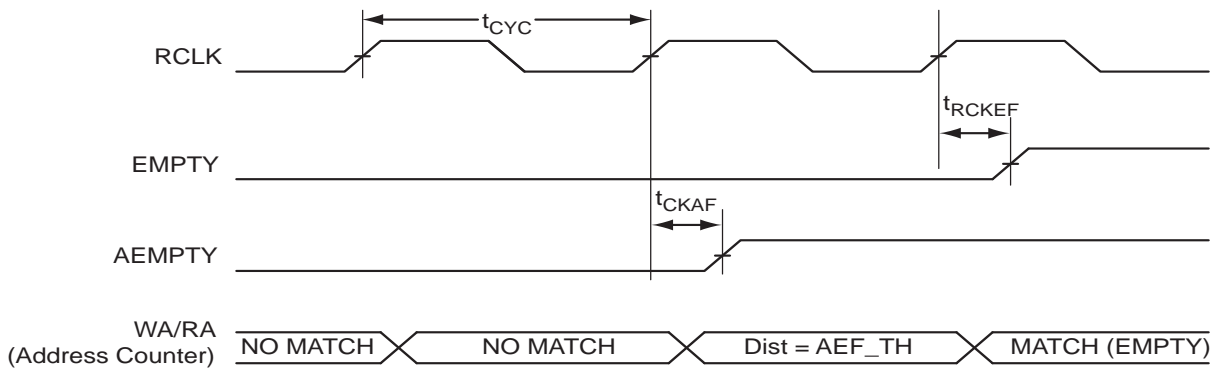 tCYC
RCLK
tRCKEF
EMPTY
tCKAF
AEMPTY
WA/RA
(Address Counter)
NO MATCH
NO MATCH
Dist = AEF_TH
MATCH (EMPTY)